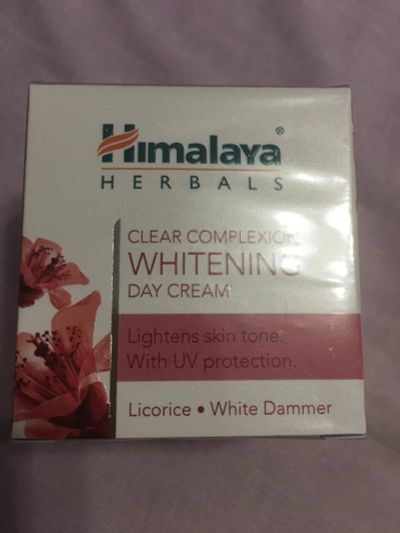 Himalaya®
HERBALS
CLEAR COMPLEXION
WHITENING
DAY CREAM
Lightens skin tone.
With UV protection.
Licorice • White Dammer